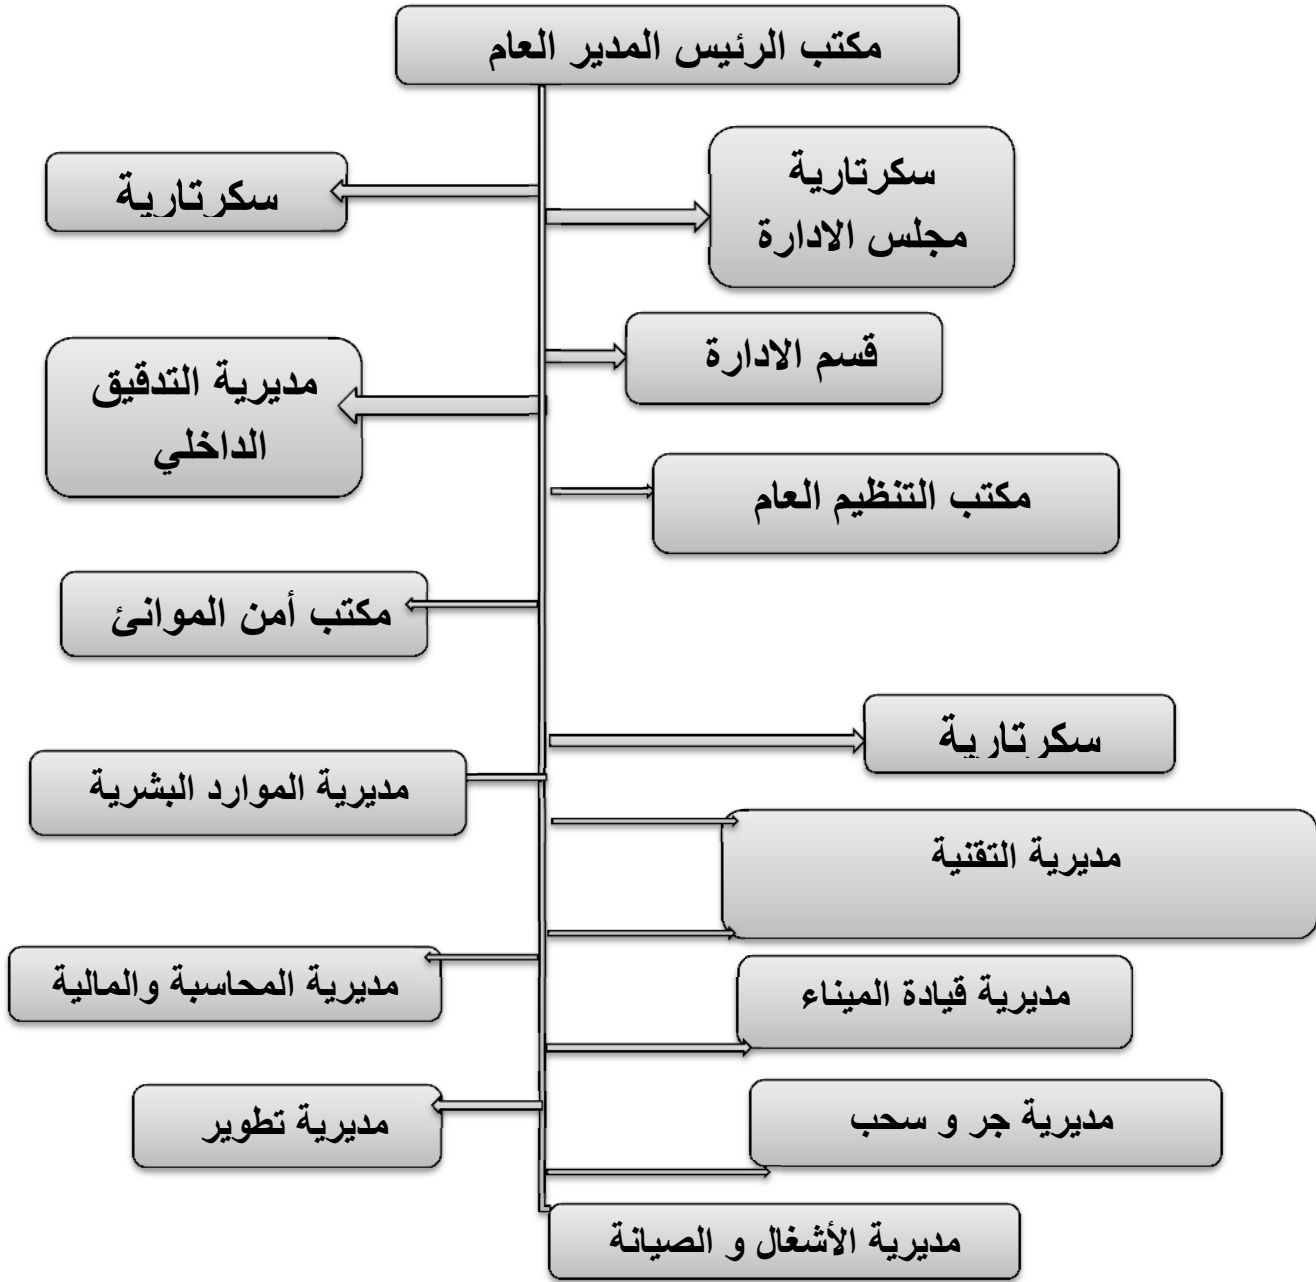 مكتب الرئيس المدير العام
سكرتارية
مجلس الادارة
سكرتارية
قسم الادارة
مديرية التدقيق
الداخلي
مكتب التنظيم العام
مكتب أمن الموانئ
سكرتارية
مديرية الموارد البشرية
مديرية التقنية
مديرية قيادة الميناء
مديرية المحاسبة والمالية
مديرية جر و سحب
مديرية تطوير
مديرية الأشغال و الصيانة